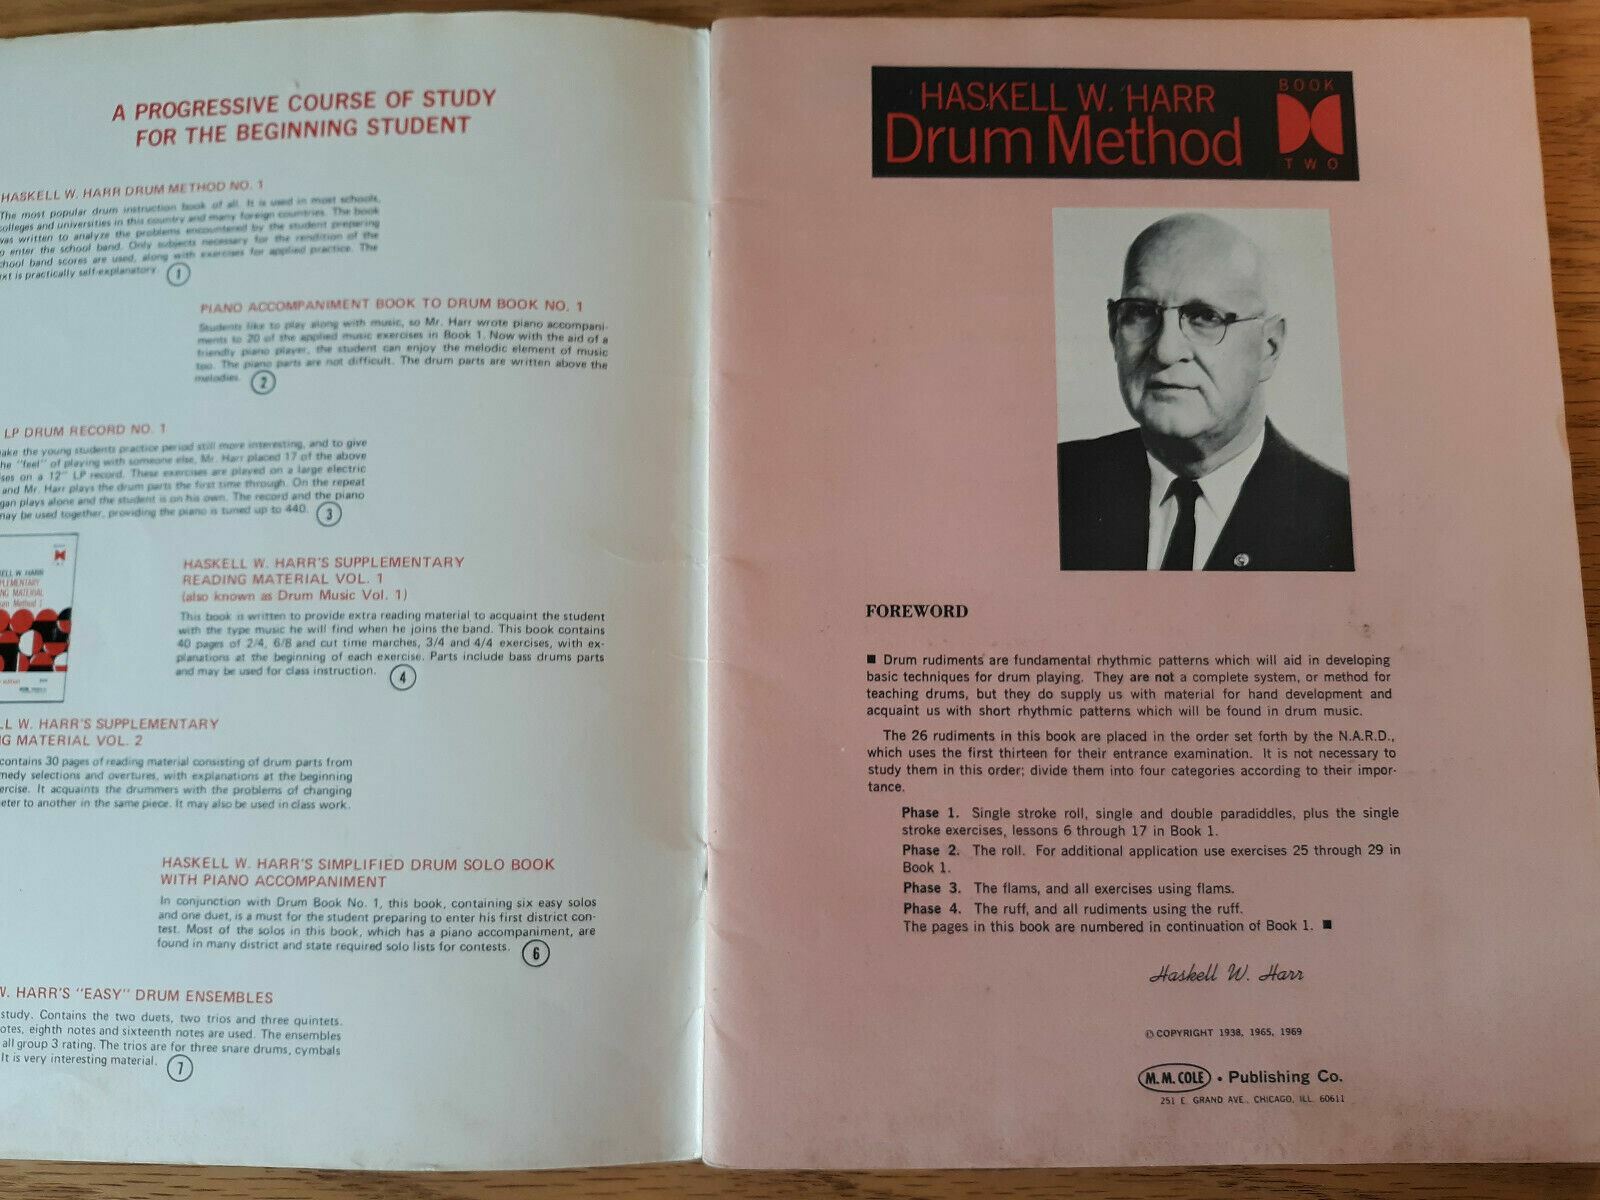 A PROGRESSIVE COURSE OF STUDY
FOR THE BEGINNING STUDENT
HASKELL W. HARR DRUM METHOD NO. 1
The most popular drum instruction book of all. It is used in most schools,
colleges and universities in this country and many foreign countries. The book
was written to analyze the problems encountered by the student preparing
o enter the school band. Only subjects necessary for the rendition of the
chool band scores are used, along with exercises for applied practice. The
xt is practically self-explanatory. 1
PIANO ACCOMPANIMENT BOOK TO DRUM BOOK NO. 1
Students like to play along with music, so Mr. Harr wrote piano accompani-
ments to 20 of the applied music exercises in Book 1. Now with the aid of a
friendly piano player, the student can enjoy the melodic element of music
too. The piano parts are not difficult. The drum parts are written above the
melodies. 2
LP DRUM RECORD NO. 1
ake the young students practice period still more interesting, and to give
he "feel" of playing with someone else, Mr. Harr placed 17 of the above
ses on a 12" LP record. These exercises are played on a large electric
and Mr. Harr plays the drum parts the first time through. On the repeat
gan plays alone and the student is on his own. The record and the piano
may be used together, providing the piano is tuned up to 440. 3
HASKELL W. HARR'S SUPPLEMENTARY
READING MATERIAL VOL. 1
(also known as Drum Music Vol. 1)
This book is written to provide extra reading material to acquaint the student
with the type music he will find when he joins the band. This book contains
40 pages of 2/4, 6/8 and cut time marches, 3/4 and 4/4 exercises, with ex-
planations at the beginning of each exercise. Parts include bass drums parts
and may be used for class instruction. 4
LL W. HARR'S SUPPLEMENTARY
NG MATERIAL VOL. 2
contains 30 pages of reading material consisting of drum parts from
medy selections and overtures, with explanations at the beginning
ercise. It acquaints the drummers with the problems of changing
eter to another in the same piece. It may also be used in class work.
HASKELL W. HARR'S SIMPLIFIED DRUM SOLO BOOK
WITH PIANO ACCOMPANIMENT
In conjunction with Drum Book No. 1, this book, containing six easy solos
and one duet, is a must for the student preparing to enter his first district con-
test. Most of the solos in this book, which has a piano accompaniment, are
found in many district and state required solo lists for contests. 6
W. HARR'S "EASY" DRUM ENSEMBLES
study. Contains the two duets, two trios and three quintets.
otes, eighth notes and sixteenth notes are used. The ensembles
all group 3 rating. The trios are for three snare drums, cymbals
It is very interesting material. 7
HASKELL W. HARR
Drum Method
BOOK
TWO
FOREWORD
■ Drum rudiments are fundamental rhythmic patterns which will aid in developing
basic techniques for drum playing. They are not a complete system, or method for
teaching drums, but they do supply us with material for hand development and
acquaint us with short rhythmic patterns which will be found in drum music.
The 26 rudiments in this book are placed in the order set forth by the N.A.R.D.,
which uses the first thirteen for their entrance examination. It is not necessary to
study them in this order; divide them into four categories according to their impor-
tance.
Phase 1. Single stroke roll, single and double paradiddles, plus the single
stroke exercises, lessons 6 through 17 in Book 1.
Phase 2. The roll. For additional application use exercises 25 through 29 in
Book 1.
Phase 3. The flams, and all exercises using flams.
Phase 4. The ruff, and all rudiments using the ruff.
The pages in this book are numbered in continuation of Book 1. ■
Haskell W. Harr
© COPYRIGHT 1938, 1965, 1969
M. M. COLE • Publishing Co.
251 E. GRAND AVE., CHICAGO, ILL. 60611